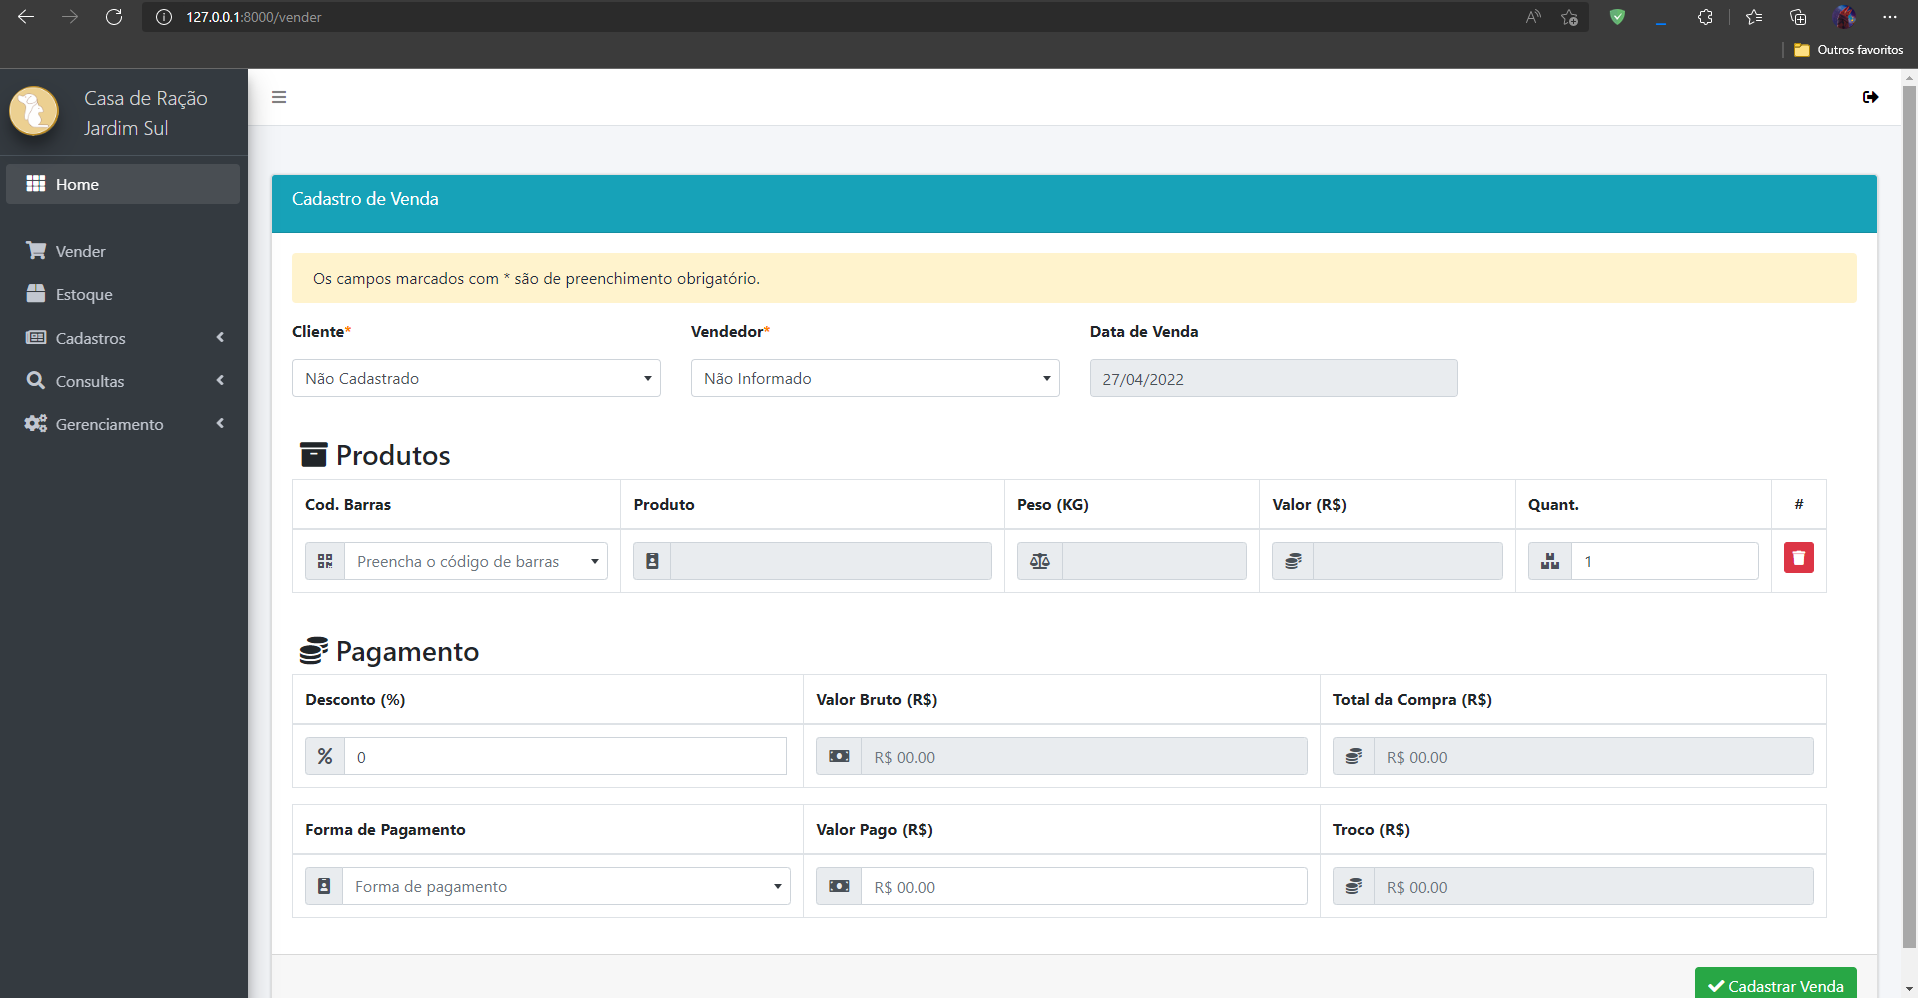 127.0.0.1:8000/vender
Outros favoritos
Casa de Ração
Jardim Sul
Home
Vender
Estoque
Cadastros
Consultas
Gerenciamento
Cadastro de Venda
Os campos marcados com * são de preenchimento obrigatório.
Cliente* Vendedor* Data de Venda
Não Cadastrado Não Informado 27/04/2022
Produtos
Cod. Barras Produto Peso (KG) Valor (R$) Quant. #
Preencha o código de barras 1
Pagamento
Desconto (%) Valor Bruto (R$) Total da Compra (R$)
% 0 R$ 00.00 R$ 00.00
Forma de Pagamento Valor Pago (R$) Troco (R$)
Forma de pagamento R$ 00.00 R$ 00.00
Cadastrar Venda